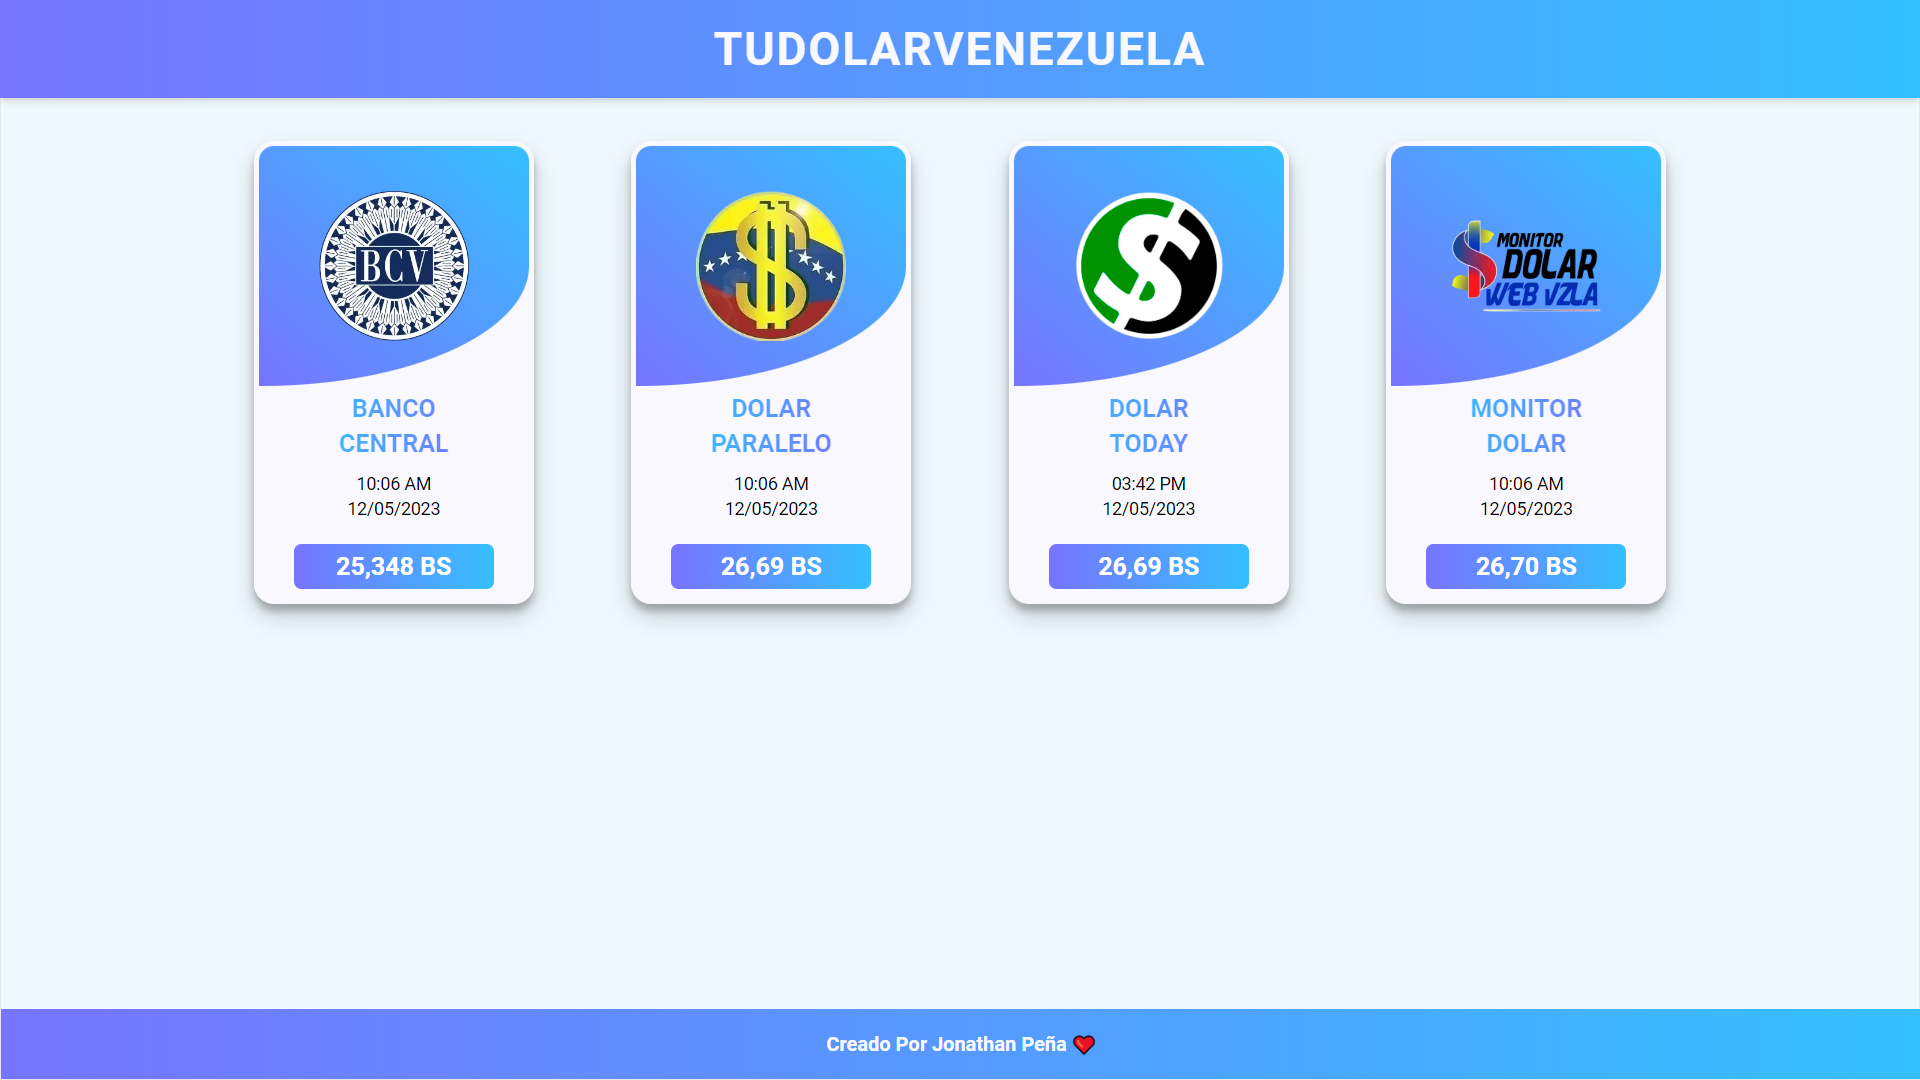 TUDOLARVENEZUELA
BCV
BANCO
CENTRAL
10:06 AM
12/05/2023
25,348 BS
DOLAR
PARALELO
10:06 AM
12/05/2023
26,69 BS
DOLAR
TODAY
03:42 PM
12/05/2023
26,69 BS
MONITOR
DOLAR
WEB VZLA
MONITOR
DOLAR
10:06 AM
12/05/2023
26,70 BS
Creado Por Jonathan Peña ❤️